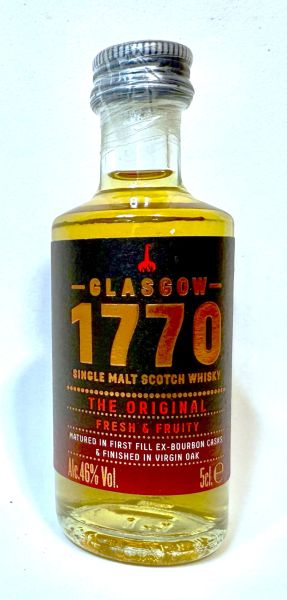 GLASGOW
1770
SINGLE MALT SCOTCH WHISKY
THE ORIGINAL
FRESH & FRUITY
MATURED IN FIRST FILL EX-BOURBON CASKS
& FINISHED IN VIRGIN OAK
Alc.46% Vol. 5cl. ℮